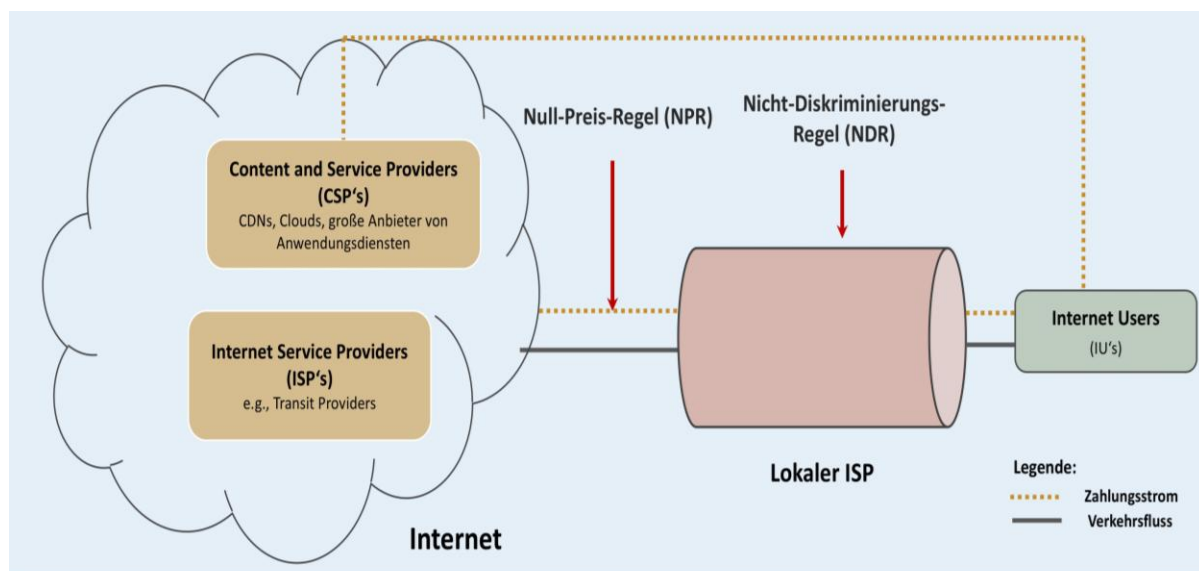 Null-Preis-Regel (NPR)
Nicht-Diskriminierungs-
Regel (NDR)
Content and Service Providers
(CSP‘s)
CDNs, Clouds, große Anbieter von
Anwendungsdiensten
Internet Service Providers
(ISP‘s)
e.g., Transit Providers
Internet Users
(IU‘s)
Lokaler ISP
Internet
Legende:
Zahlungsstrom
Verkehrsfluss